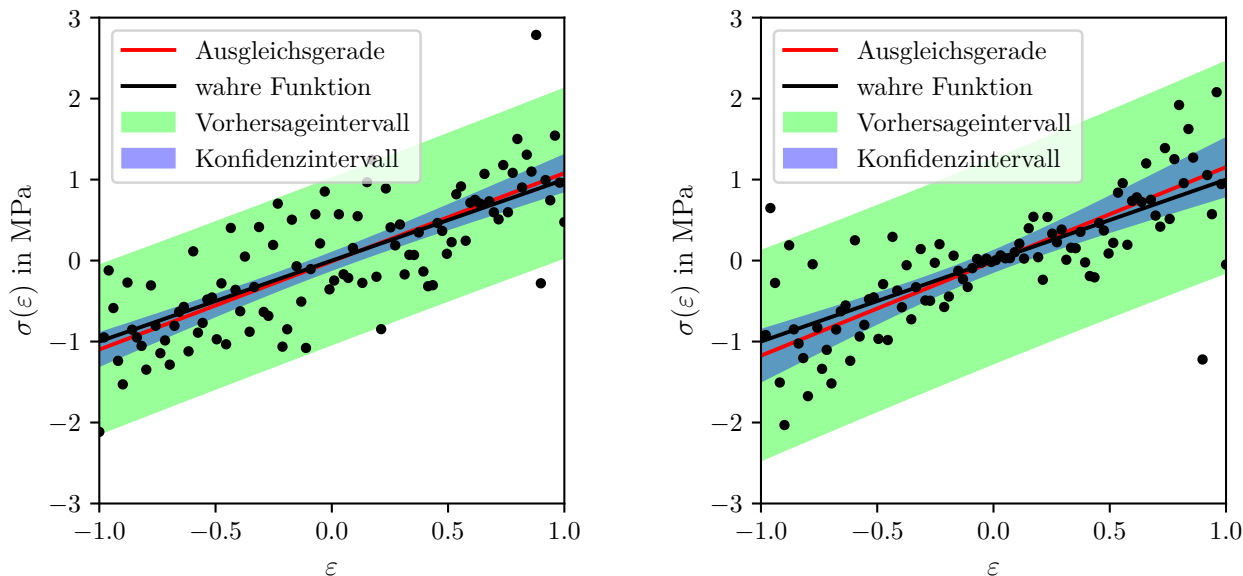 3
2
1
0
−1
−2
−3
σ(ε) in MPa
−1.0
−0.5
0.0
0.5
1.0
ε
Ausgleichsgerade
wahre Funktion
Vorhersageintervall
Konfidenzintervall
3
2
1
0
−1
−2
−3
σ(ε) in MPa
−1.0
−0.5
0.0
0.5
1.0
ε
Ausgleichsgerade
wahre Funktion
Vorhersageintervall
Konfidenzintervall